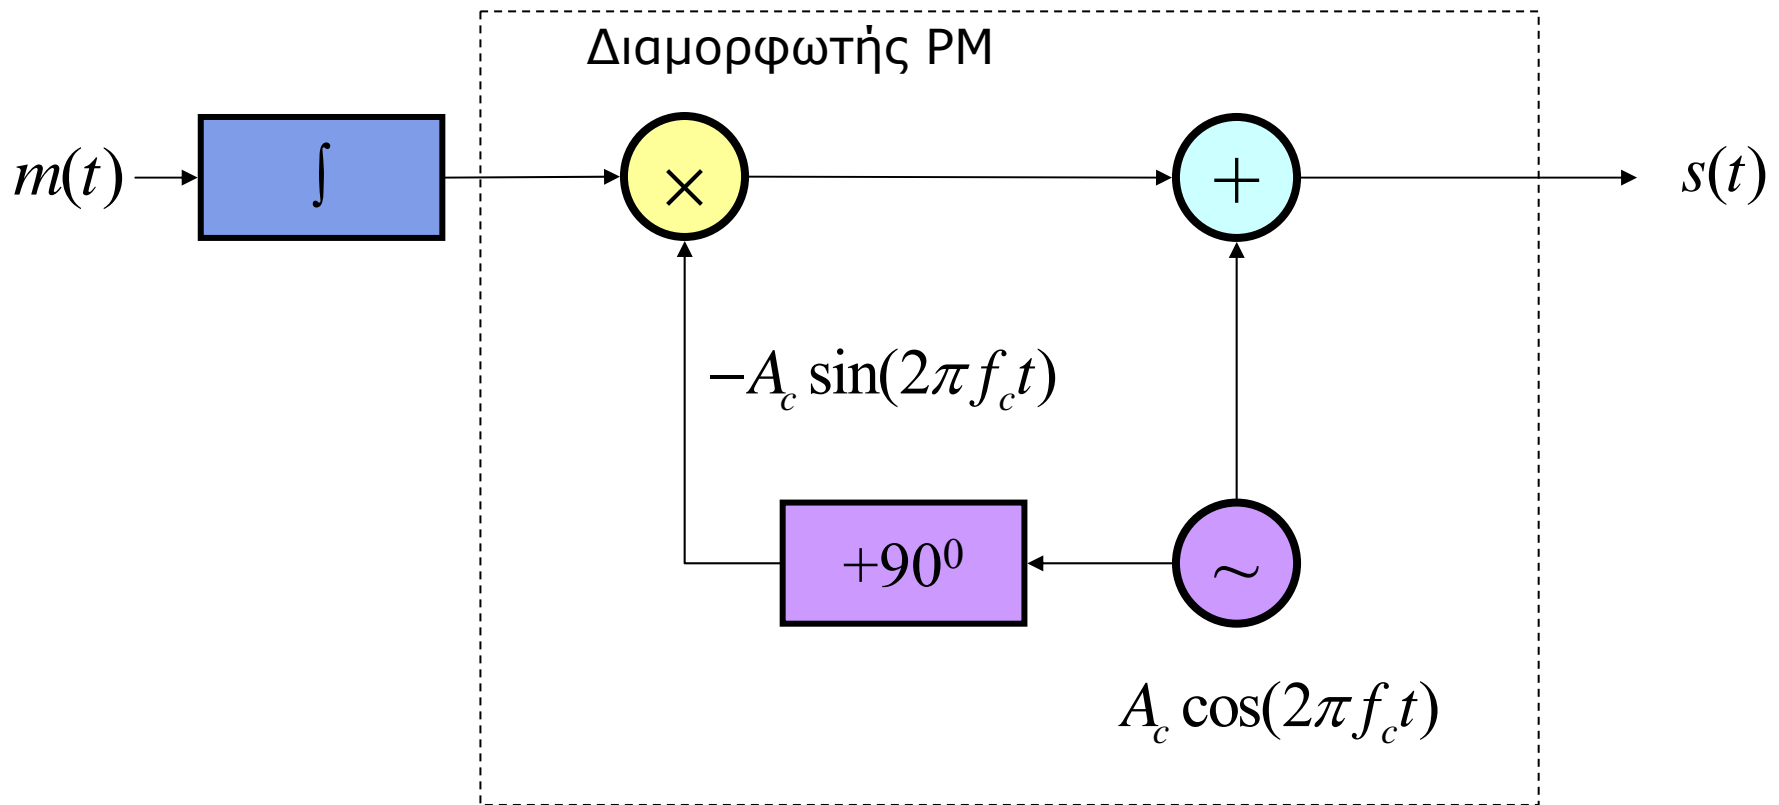 Διαμορφωτής PM
m(t)
∫
×
+
s(t)
−A_c sin(2πf_c t)
+90⁰
~
A_c cos(2πf_c t)